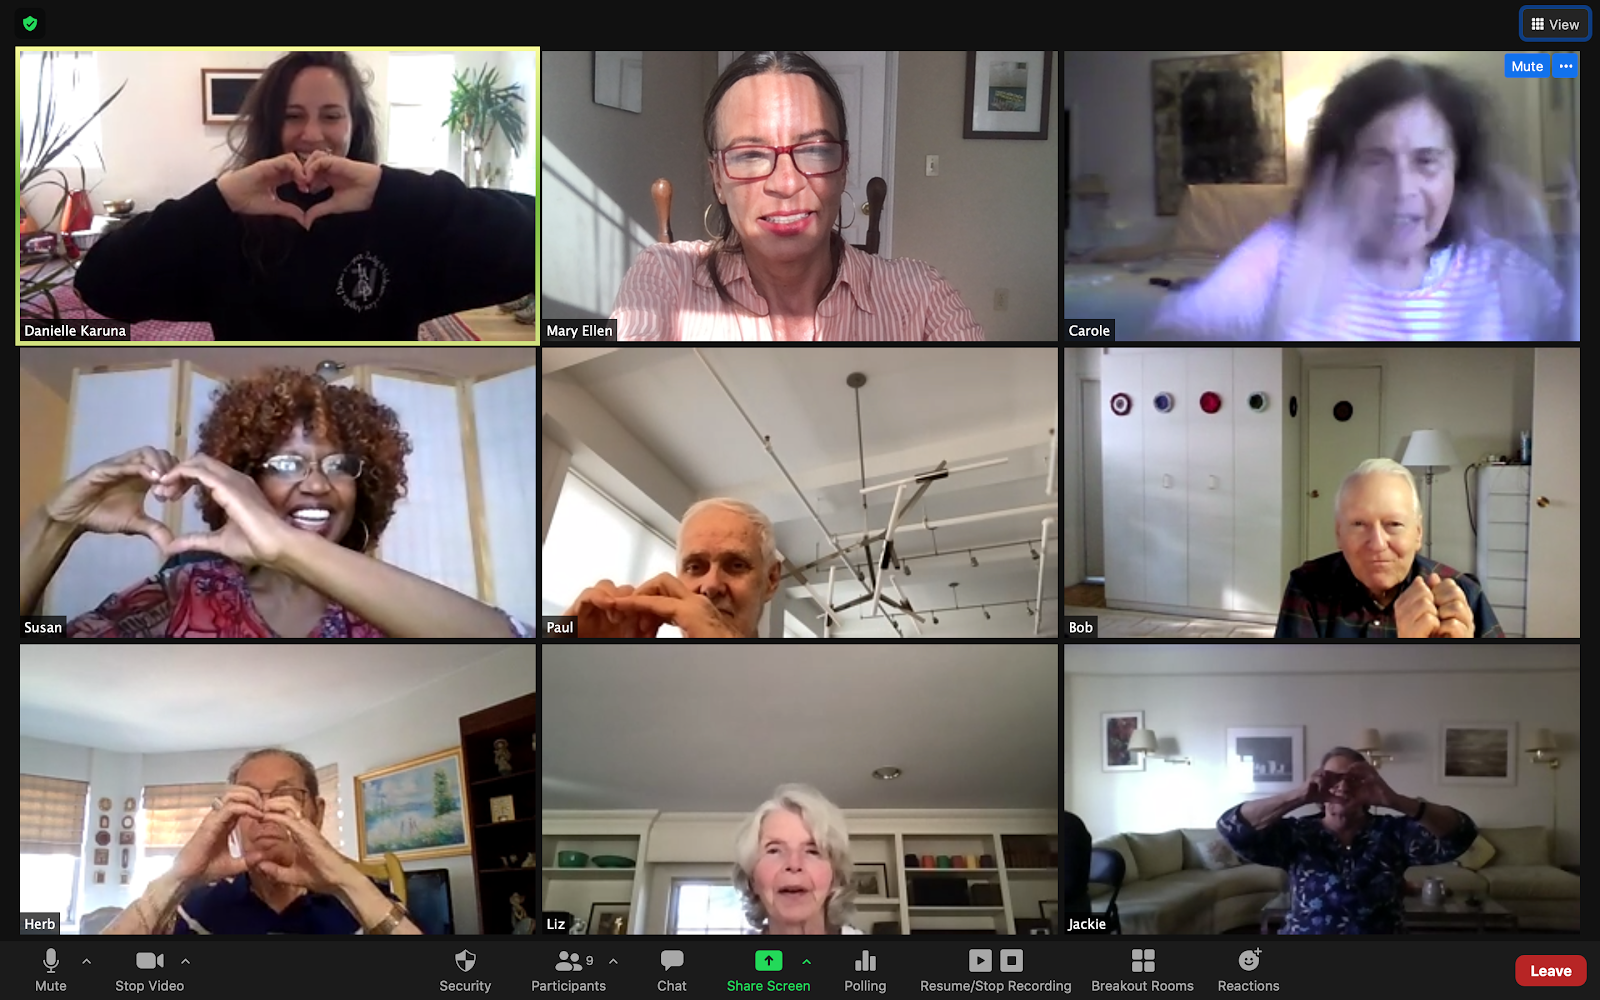 View
Mute
Danielle Karuna
Mary Ellen
Carole
Susan
Paul
Bob
Herb
Liz
Jackie
Mute
Stop Video
Security
9
Participants
Chat
Share Screen
Polling
Resume/Stop Recording
Breakout Rooms
Reactions
Leave